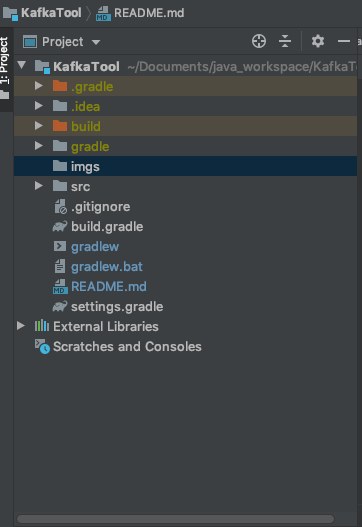 KafkaTool README.md
1: Project
Project
KafkaTool ~/Documents/java_workspace/KafkaT
.gradle
.idea
build
gradle
imgs
src
.gitignore
build.gradle
gradlew
gradlew.bat
README.md
settings.gradle
External Libraries
Scratches and Consoles